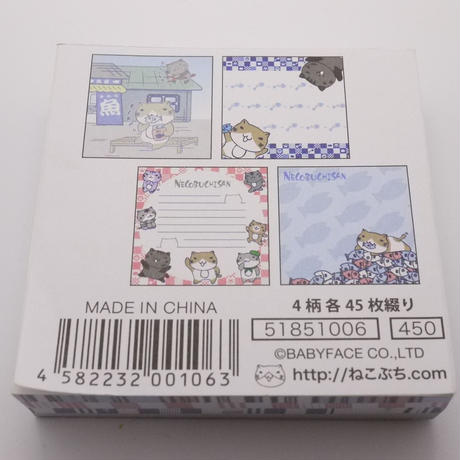 魚
NECOBUCHISAN
NECOBUCHISAN
MADE IN CHINA
4柄各45枚綴り
51851006 450
©BABYFACE CO.,LTD
http://ねこぶち.com
4 582232 001063